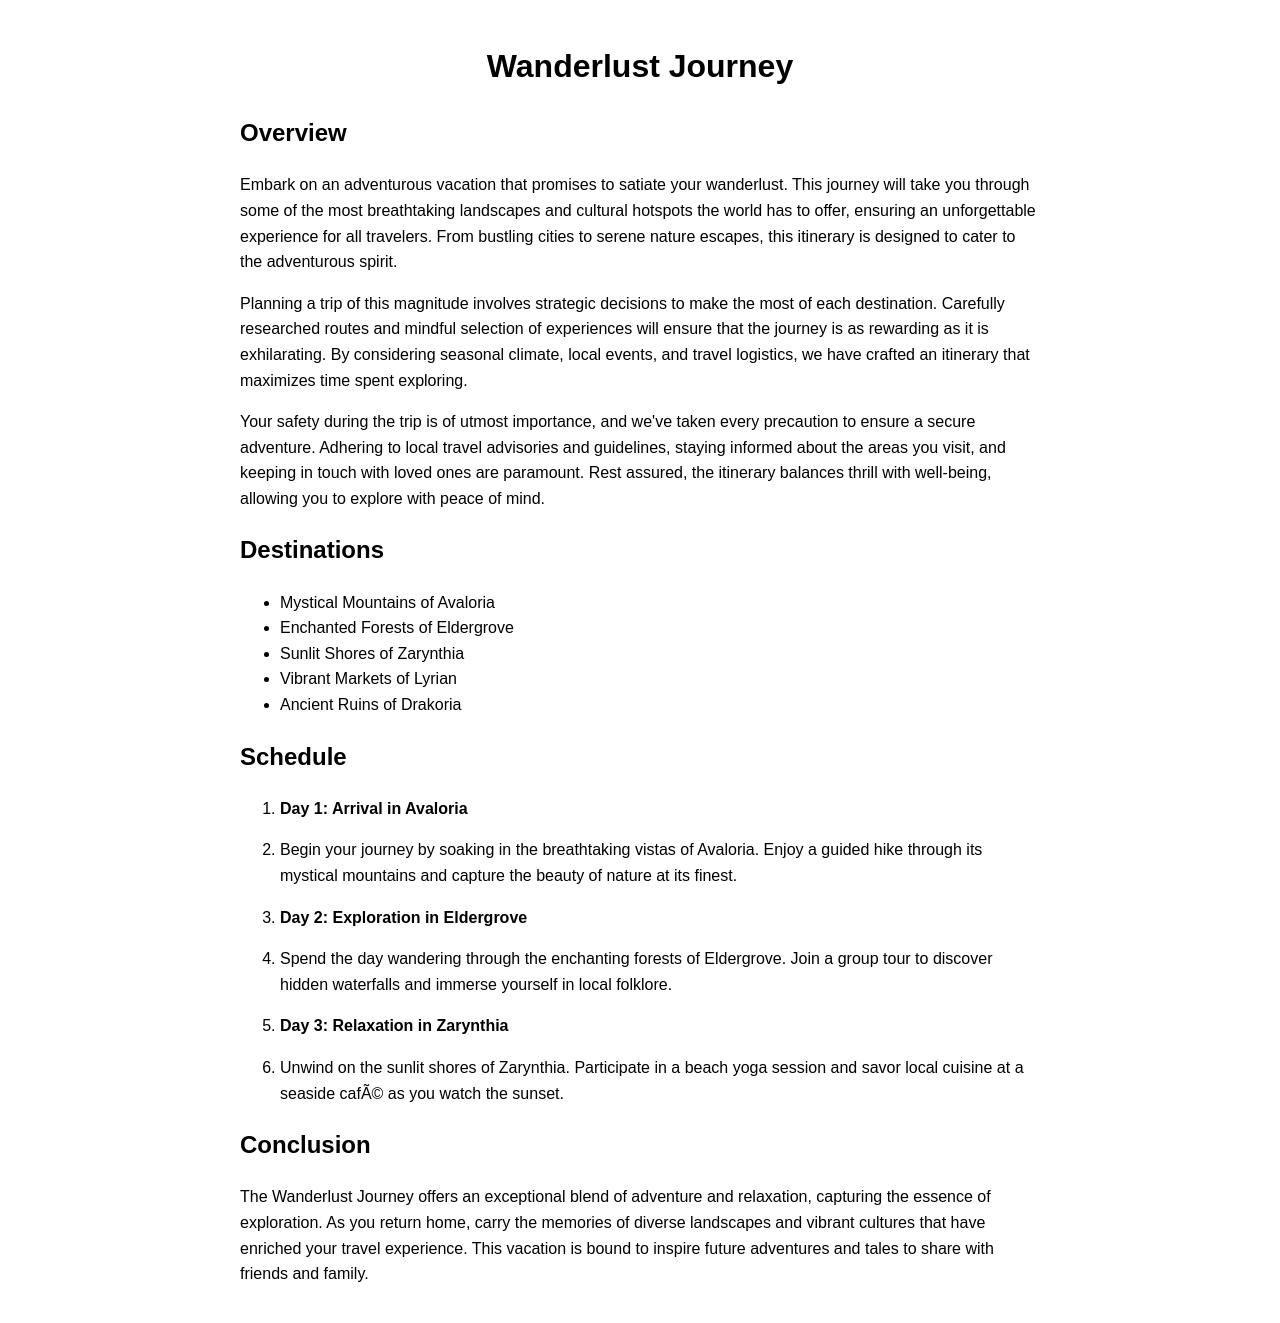 Wanderlust Journey
Overview
Embark on an adventurous vacation that promises to satiate your wanderlust. This journey will take you through
some of the most breathtaking landscapes and cultural hotspots the world has to offer, ensuring an unforgettable
experience for all travelers. From bustling cities to serene nature escapes, this itinerary is designed to cater to
the adventurous spirit.
Planning a trip of this magnitude involves strategic decisions to make the most of each destination. Carefully
researched routes and mindful selection of experiences will ensure that the journey is as rewarding as it is
exhilarating. By considering seasonal climate, local events, and travel logistics, we have crafted an itinerary that
maximizes time spent exploring.
Your safety during the trip is of utmost importance, and we've taken every precaution to ensure a secure
adventure. Adhering to local travel advisories and guidelines, staying informed about the areas you visit, and
keeping in touch with loved ones are paramount. Rest assured, the itinerary balances thrill with well-being,
allowing you to explore with peace of mind.
Destinations
• Mystical Mountains of Avaloria
• Enchanted Forests of Eldergrove
• Sunlit Shores of Zarynthia
• Vibrant Markets of Lyrian
• Ancient Ruins of Drakoria
Schedule
1. Day 1: Arrival in Avaloria
2. Begin your journey by soaking in the breathtaking vistas of Avaloria. Enjoy a guided hike through its
mystical mountains and capture the beauty of nature at its finest.
3. Day 2: Exploration in Eldergrove
4. Spend the day wandering through the enchanting forests of Eldergrove. Join a group tour to discover
hidden waterfalls and immerse yourself in local folklore.
5. Day 3: Relaxation in Zarynthia
6. Unwind on the sunlit shores of Zarynthia. Participate in a beach yoga session and savor local cuisine at a
seaside cafÃ© as you watch the sunset.
Conclusion
The Wanderlust Journey offers an exceptional blend of adventure and relaxation, capturing the essence of
exploration. As you return home, carry the memories of diverse landscapes and vibrant cultures that have
enriched your travel experience. This vacation is bound to inspire future adventures and tales to share with
friends and family.